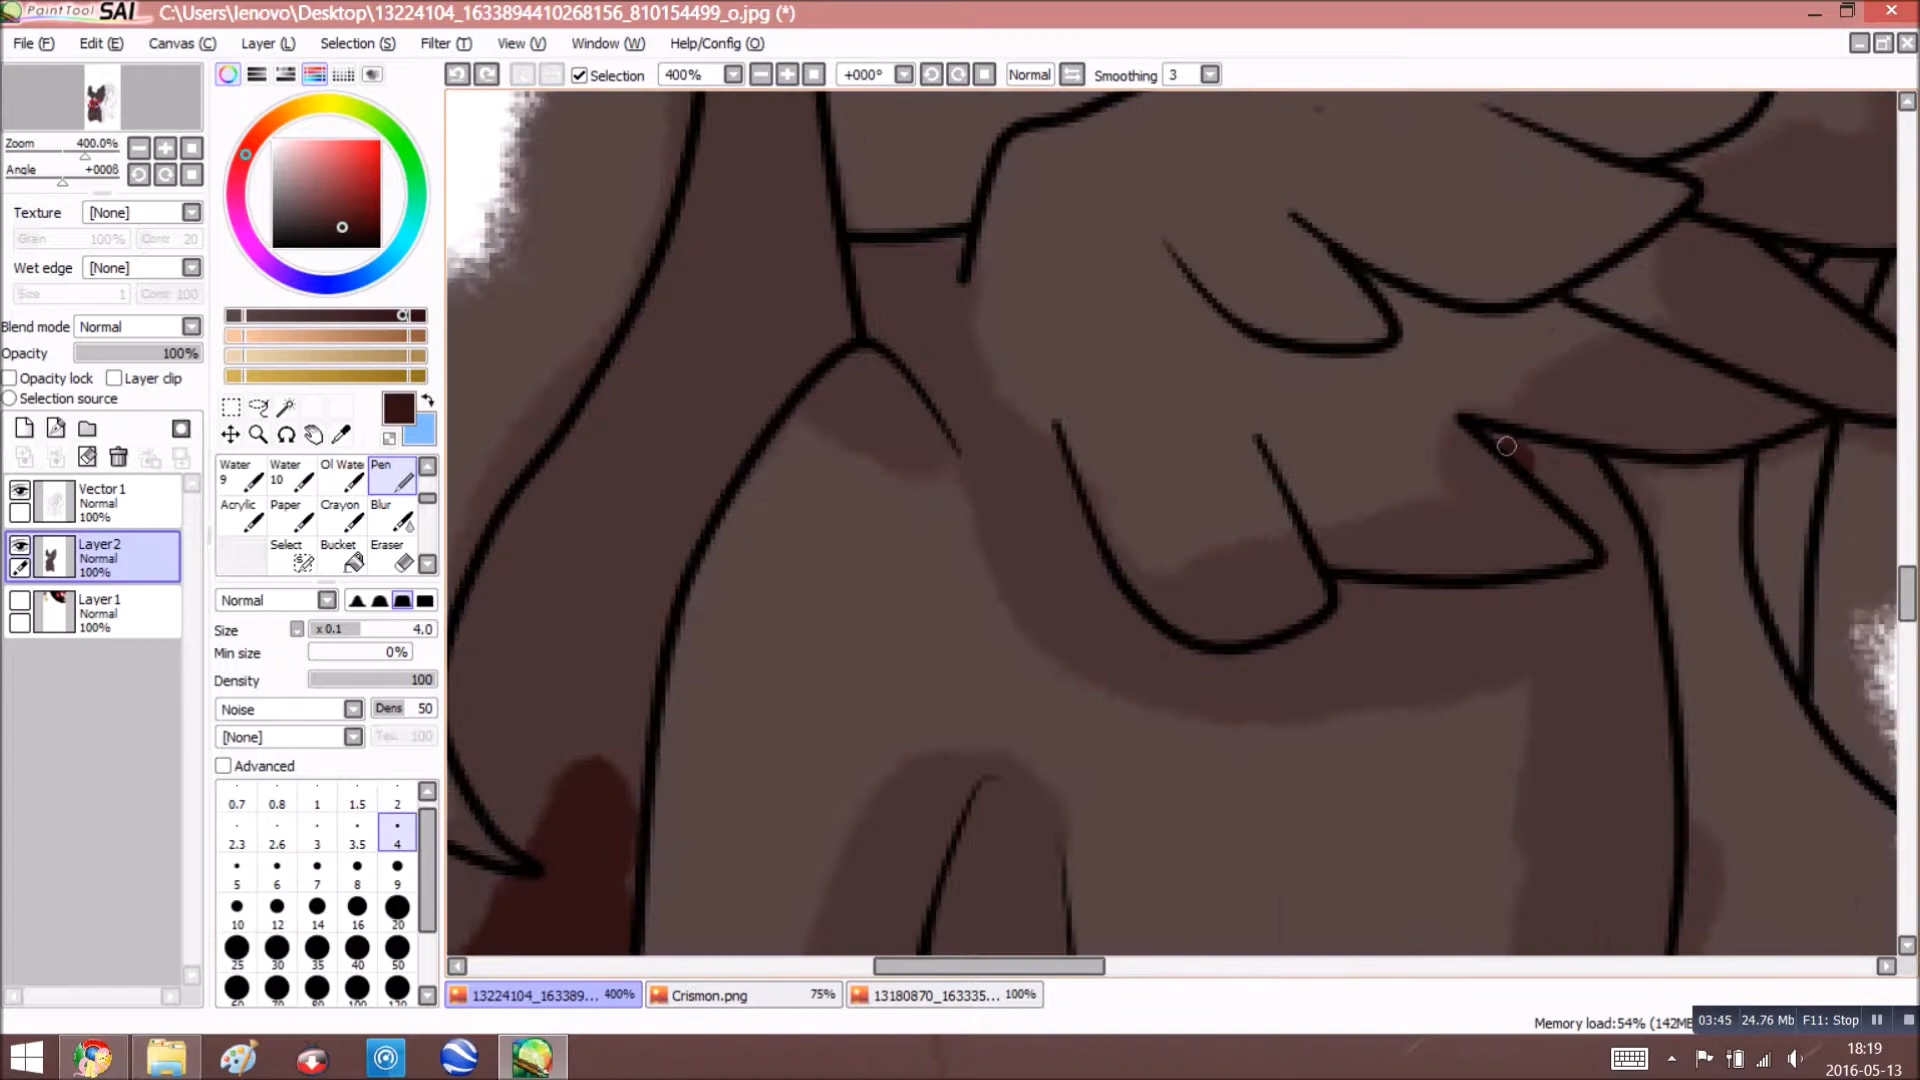 PaintTool SAI C:\Users\lenovo\Desktop\13224104_1633894410268156_810154499_o.jpg (*)
File (F) Edit (E) Canvas (C) Layer (L) Selection (S) Filter (T) View (V) Window (W) Help/Config (O)
Selection 400% +000° Normal Smoothing 3
Zoom 400.0%
Angle
Texture [None]
Grain 100% 20
Wet edge [None]
Size 1 100
Blend mode Normal
Opacity 100%
Opacity lock Layer clip
Selection source
Vector1
Normal
100%
Layer2
Normal
100%
Layer1
Normal
100%
Water 9 Water 10 Ol Wate Pen
Acrylic Paper Crayon Blur
Select Bucket Eraser
Normal
Size x 0.1 4.0
Min size 0%
Density 100
Noise Dens 50
[None] 100
Advanced
0.7 0.8 1 1.5 2
2.3 2.6 3 3.5 4
5 6 7 8 9
10 12 14 16 20
25 30 35 40 50
13224104_163389... 400% Crismon.png 75% 13180870_163335... 100%
Memory load:54% (142MB 03:45 24.76 Mb F11: Stop
18:19
2016-05-13